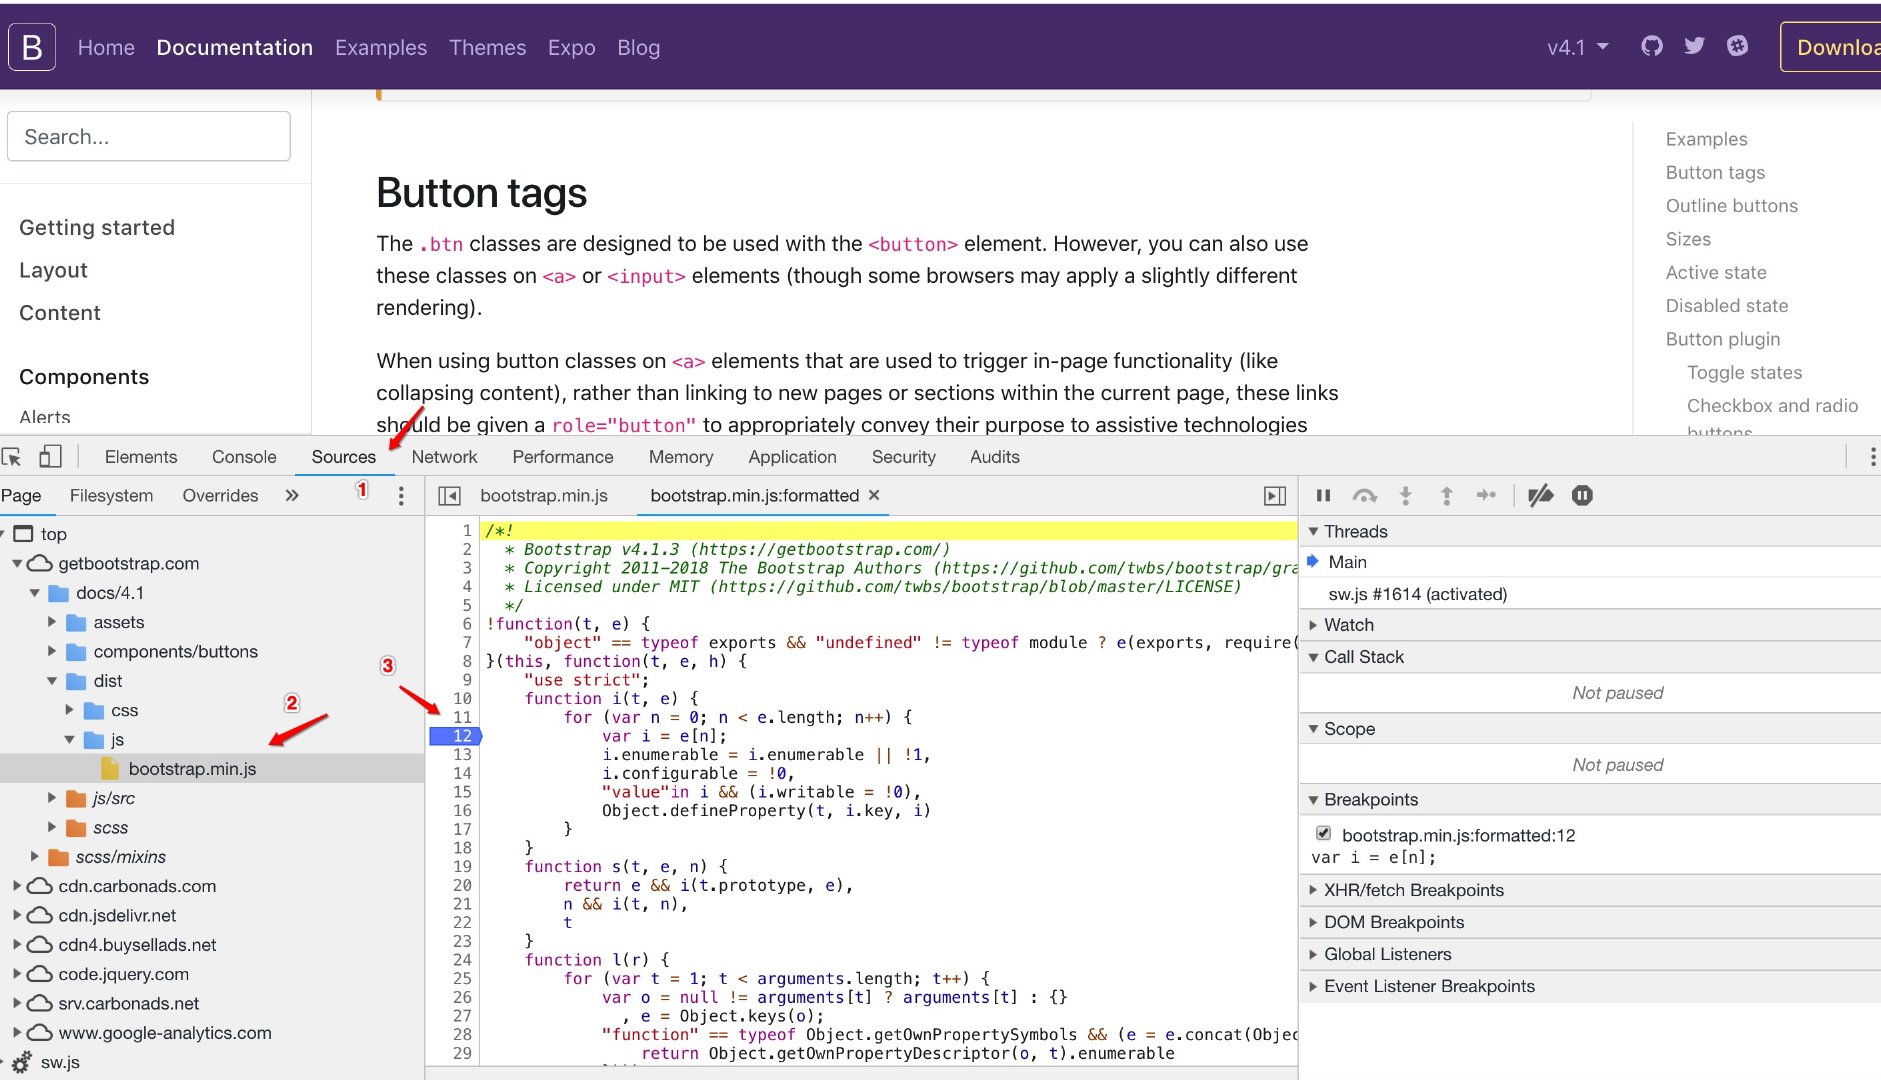 B Home Documentation Examples Themes Expo Blog v4.1 Downloa
Search...
Getting started
Layout
Content
Components
Alerts
Button tags
The .btn classes are designed to be used with the <button> element. However, you can also use
these classes on <a> or <input> elements (though some browsers may apply a slightly different
rendering).
When using button classes on <a> elements that are used to trigger in-page functionality (like
collapsing content), rather than linking to new pages or sections within the current page, these links
should be given a role="button" to appropriately convey their purpose to assistive technologies
Examples
Button tags
Outline buttons
Sizes
Active state
Disabled state
Button plugin
Toggle states
Checkbox and radio
buttons
Elements Console Sources Network Performance Memory Application Security Audits
Page Filesystem Overrides » 1
top
getbootstrap.com
docs/4.1
assets
components/buttons
dist
css
2
js
bootstrap.min.js
js/src
scss
scss/mixins
cdn.carbonads.com
cdn.jsdelivr.net
cdn4.buysellads.net
code.jquery.com
srv.carbonads.net
www.google-analytics.com
sw.js
3
bootstrap.min.js bootstrap.min.js:formatted ×
1 /*!
2 * Bootstrap v4.1.3 (https://getbootstrap.com/)
3 * Copyright 2011-2018 The Bootstrap Authors (https://github.com/twbs/bootstrap/gra
4 * Licensed under MIT (https://github.com/twbs/bootstrap/blob/master/LICENSE)
5 */
6 !function(t, e) {
7 "object" == typeof exports && "undefined" != typeof module ? e(exports, require(
8 }(this, function(t, e, h) {
9 "use strict";
10 function i(t, e) {
11 for (var n = 0; n < e.length; n++) {
12 var i = e[n];
13 i.enumerable = i.enumerable || !1,
14 i.configurable = !0,
15 "value"in i && (i.writable = !0),
16 Object.defineProperty(t, i.key, i)
17 }
18 }
19 function s(t, e, n) {
20 return e && i(t.prototype, e),
21 n && i(t, n),
22 t
23 }
24 function l(r) {
25 for (var t = 1; t < arguments.length; t++) {
26 var o = null != arguments[t] ? arguments[t] : {}
27 , e = Object.keys(o);
28 "function" == typeof Object.getOwnPropertySymbols && (e = e.concat(Objec
29 return Object.getOwnPropertyDescriptor(o, t).enumerable
Threads
Main
sw.js #1614 (activated)
Watch
Call Stack
Not paused
Scope
Not paused
Breakpoints
bootstrap.min.js:formatted:12
var i = e[n];
XHR/fetch Breakpoints
DOM Breakpoints
Global Listeners
Event Listener Breakpoints